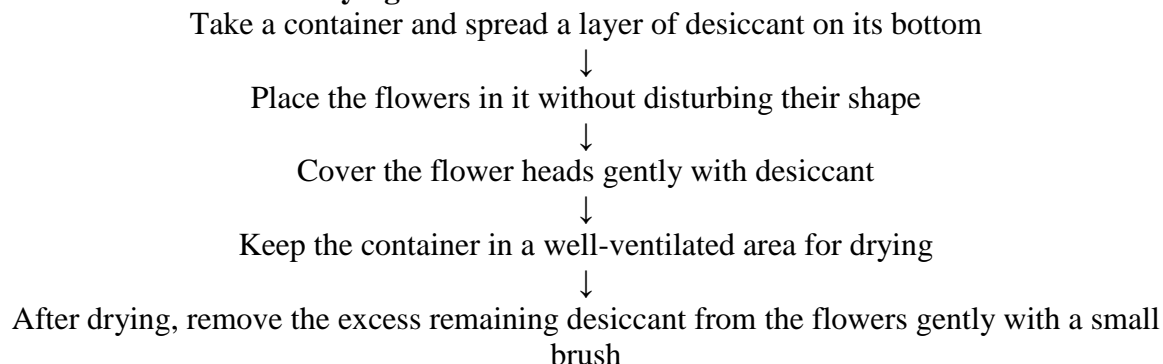 Take a container and spread a layer of desiccant on its bottom
↓
Place the flowers in it without disturbing their shape
↓
Cover the flower heads gently with desiccant
↓
Keep the container in a well-ventilated area for drying
↓
After drying, remove the excess remaining desiccant from the flowers gently with a small
brush